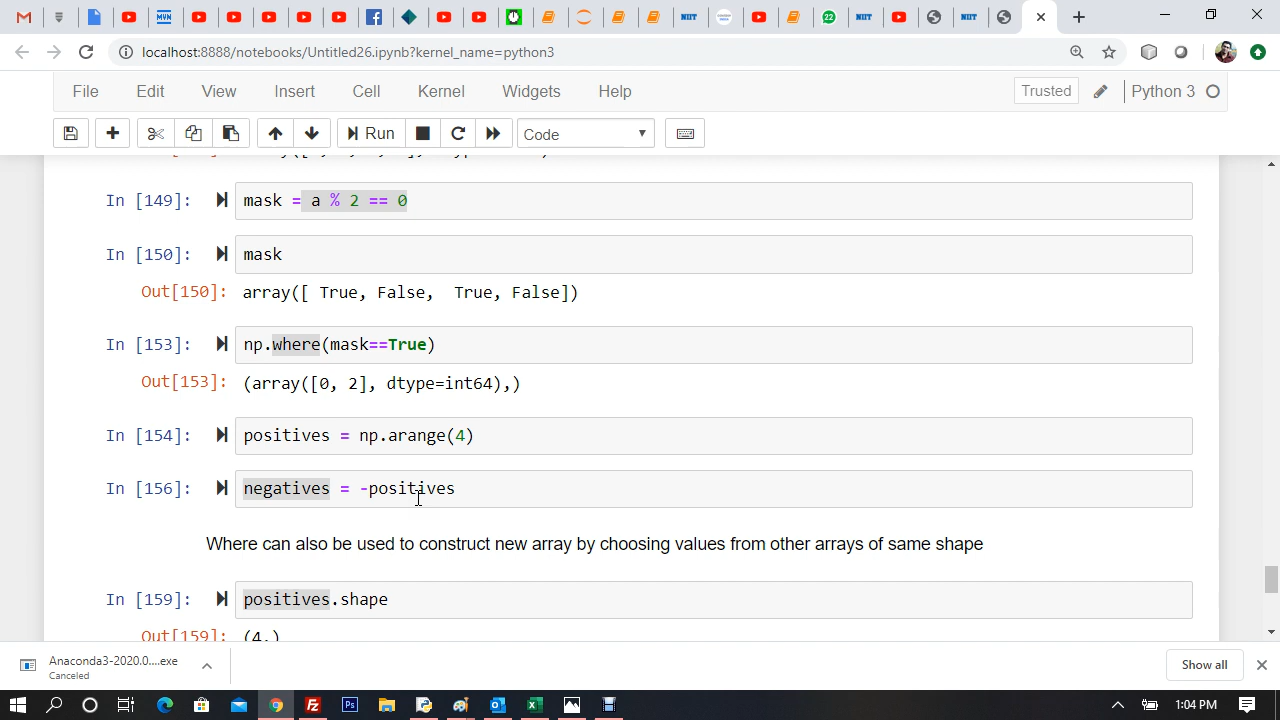 localhost:8888/notebooks/Untitled26.ipynb?kernel_name=python3
File Edit View Insert Cell Kernel Widgets Help Trusted Python 3
Run Code
In [149]: mask = a % 2 == 0
In [150]: mask
Out[150]: array([ True, False,  True, False])
In [153]: np.where(mask==True)
Out[153]: (array([0, 2], dtype=int64),)
In [154]: positives = np.arange(4)
In [156]: negatives = -positives
Where can also be used to construct new array by choosing values from other arrays of same shape
In [159]: positives.shape
Out[159]: (4,)
Anaconda3-2020.0....exe
Canceled
Show all
1:04 PM